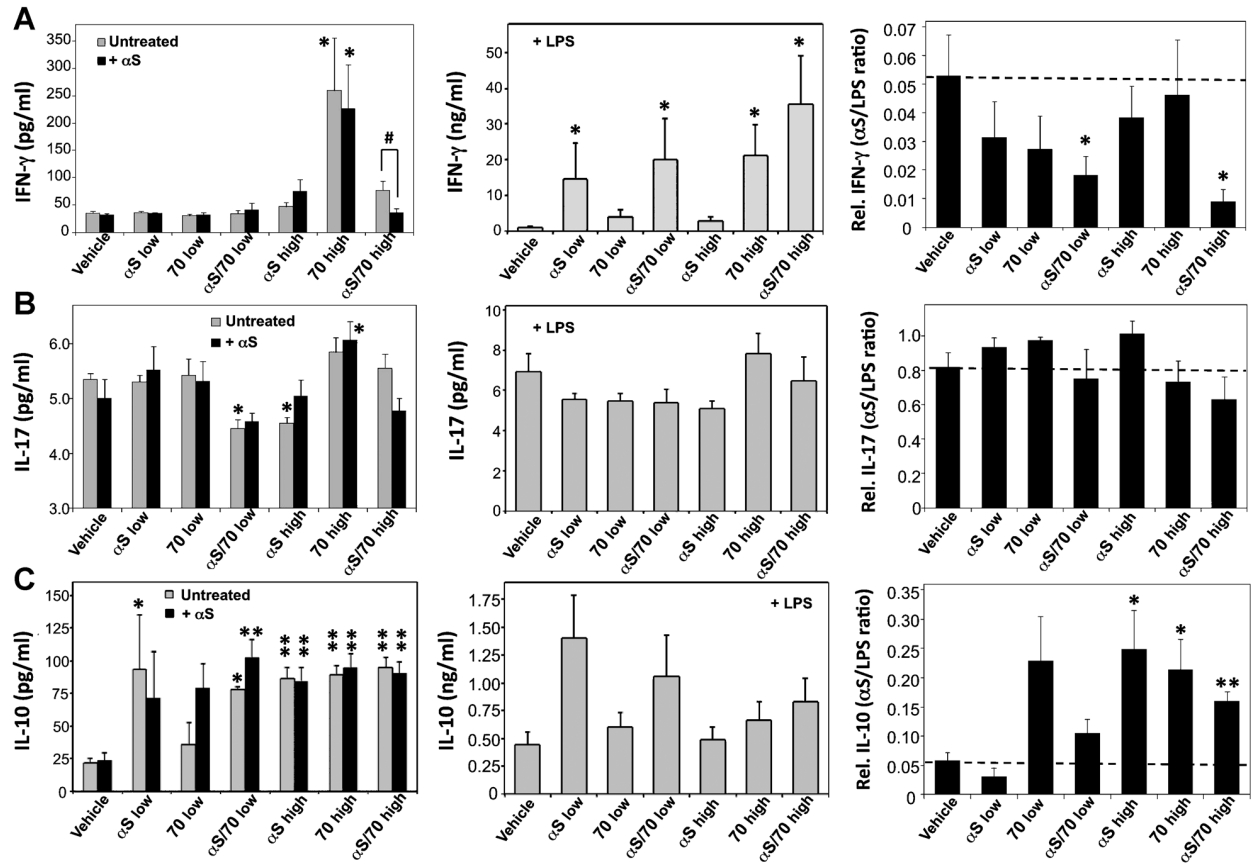 A
IFN-γ (pg/ml)
350
300
250
200
150
100
50
0
Untreated
+ αS
*
*
#
Vehicle
αS low
70 low
αS/70 low
αS high
70 high
αS/70 high
IFN-γ (ng/ml)
50
40
30
20
10
0
+ LPS
*
*
*
*
Vehicle
αS low
70 low
αS/70 low
αS high
70 high
αS/70 high
Rel. IFN-γ (αS/LPS ratio)
0.07
0.06
0.05
0.04
0.03
0.02
0.01
0
*
*
Vehicle
αS low
70 low
αS/70 low
αS high
70 high
αS/70 high
B
IL-17 (pg/ml)
6.0
5.0
4.0
3.0
Untreated
+ αS
*
*
*
Vehicle
αS low
70 low
αS/70 low
αS high
70 high
αS/70 high
IL-17 (pg/ml)
10
8
6
4
2
0
+ LPS
Vehicle
αS low
70 low
αS/70 low
αS high
70 high
αS/70 high
Rel. IL-17 (αS/LPS ratio)
1.0
0.8
0.6
0.4
0.2
0
Vehicle
αS low
70 low
αS/70 low
αS high
70 high
αS/70 high
C
IL-10 (pg/ml)
150
125
100
75
50
25
0
Untreated
+ αS
*
*
**
**
**
**
**
**
**
Vehicle
αS low
70 low
αS/70 low
αS high
70 high
αS/70 high
IL-10 (ng/ml)
1.75
1.50
1.25
1.00
0.75
0.50
0.25
0
+ LPS
Vehicle
αS low
70 low
αS/70 low
αS high
70 high
αS/70 high
Rel. IL-10 (αS/LPS ratio)
0.35
0.30
0.25
0.20
0.15
0.10
0.05
0
*
*
**
Vehicle
αS low
70 low
αS/70 low
αS high
70 high
αS/70 high